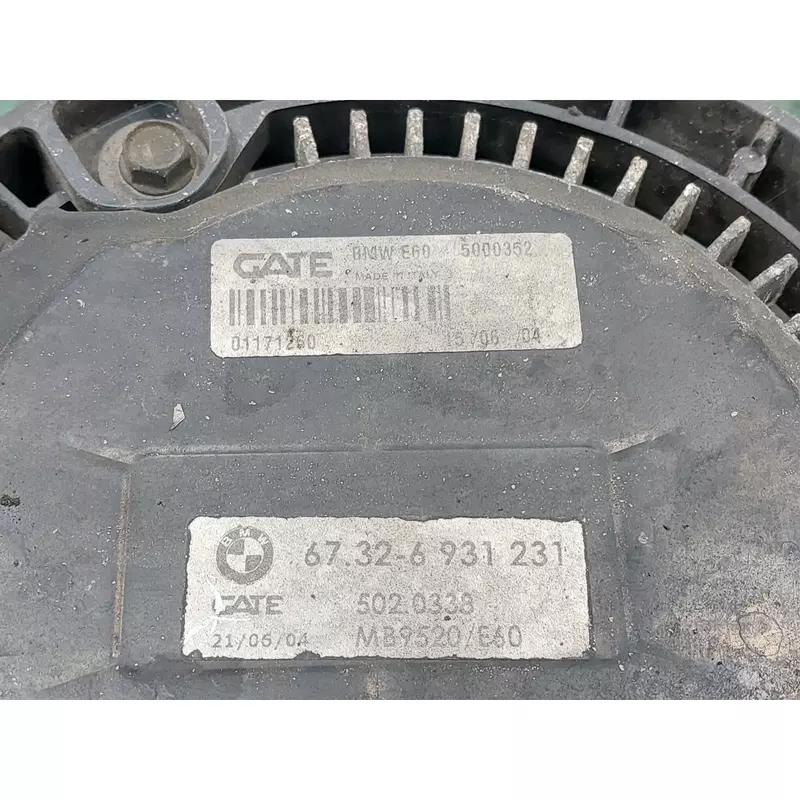 GATE BMW E60 5000352
MADE IN ITALY
01171260 15/06/04
BMW 67.32-6 931 231
GATE 502.0338
21/06/04 MB9520/E60